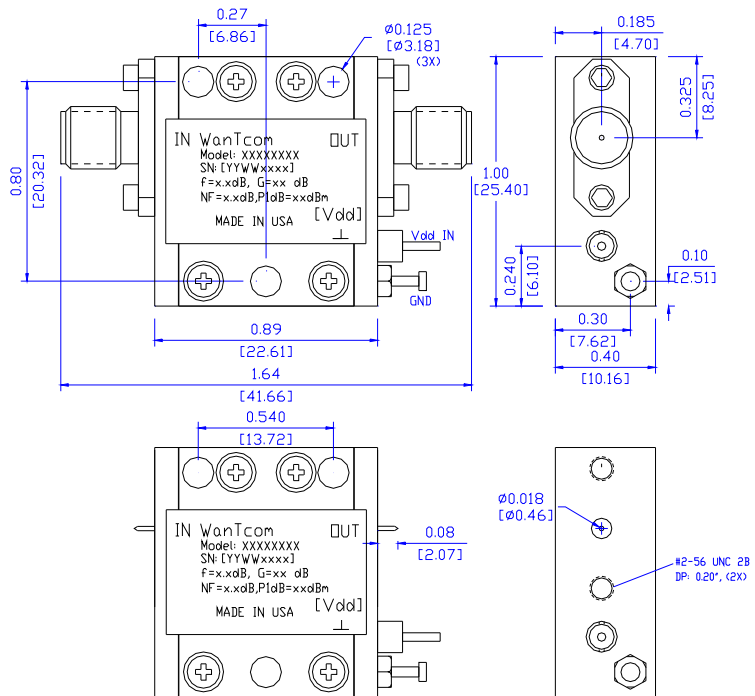 0.27
[6.86]
Ø0.125
[Ø3.18]
(3X)
0.185
[4.70]
0.325
[8.25]
0.80
[20.32]
IN WanTcom OUT
Model: XXXXXXXX
SN: [YYWWxxxx]
f=x.xdB, G=xx dB
NF=x.xdB,P1dB=xxdBm
MADE IN USA [Vdd]
Vdd IN
GND
1.00
[25.40]
0.240
[6.10]
0.10
[2.51]
0.30
[7.62]
0.40
[10.16]
0.89
[22.61]
1.64
[41.66]
0.540
[13.72]
IN WanTcom OUT
Model: XXXXXXXX
SN: [YYWWxxxx]
f=x.xdB, G=xx dB
NF=x.xdB,P1dB=xxdBm
MADE IN USA [Vdd]
0.08
[2.07]
Ø0.018
[Ø0.46]
#2-56 UNC 2B
DP: 0.20", (2X)